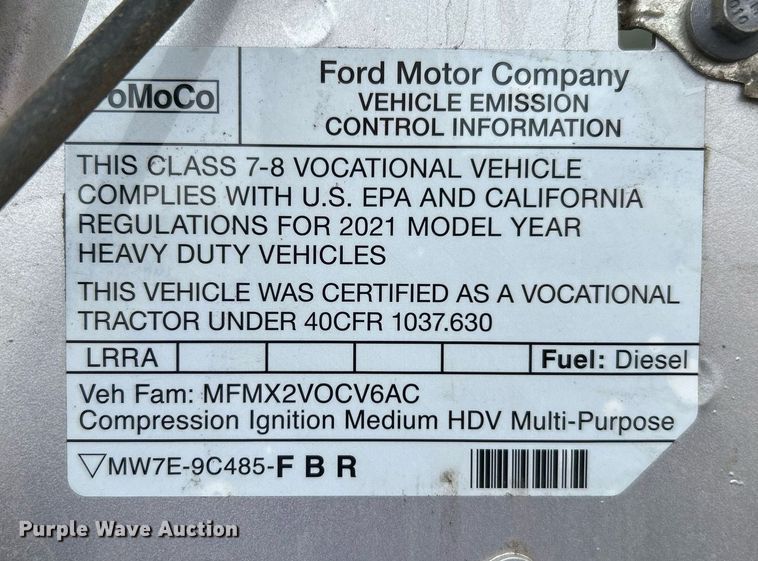 oMoCo
Ford Motor Company
VEHICLE EMISSION
CONTROL INFORMATION
THIS CLASS 7-8 VOCATIONAL VEHICLE
COMPLIES WITH U.S. EPA AND CALIFORNIA
REGULATIONS FOR 2021 MODEL YEAR
HEAVY DUTY VEHICLES
THIS VEHICLE WAS CERTIFIED AS A VOCATIONAL
TRACTOR UNDER 40CFR 1037.630
LRRA Fuel: Diesel
Veh Fam: MFMX2VOCV6AC
Compression Ignition Medium HDV Multi-Purpose
▽MW7E-9C485-F B R
Purple Wave Auction